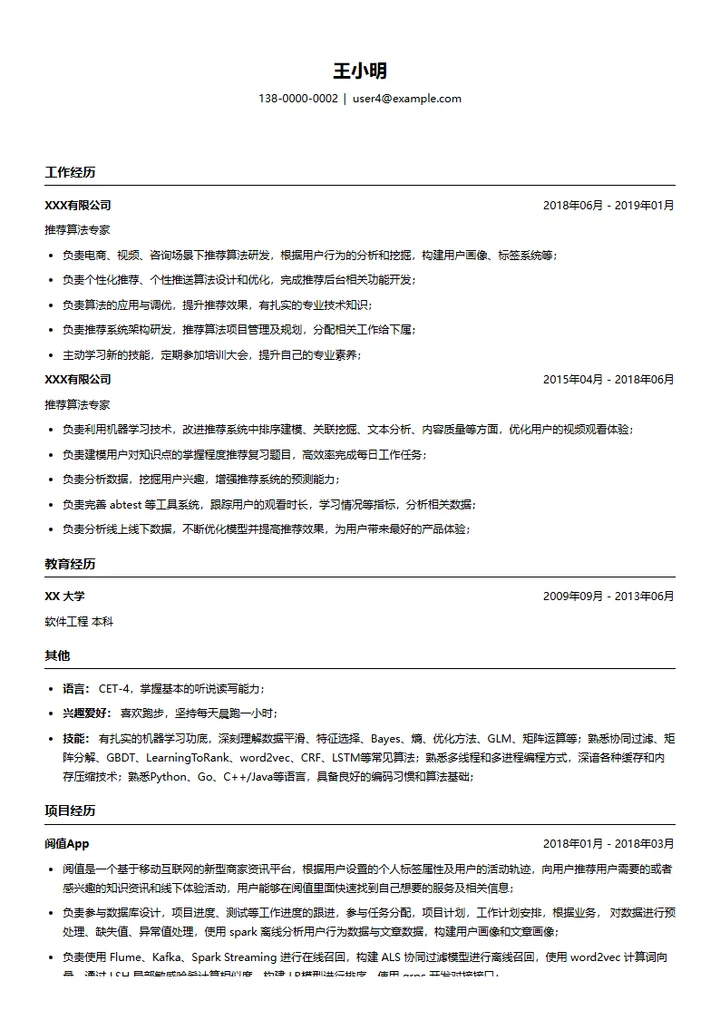 王小明
138-0000-0002 | user4@example.com
工作经历
XXX有限公司 2018年06月 - 2019年01月
推荐算法专家
• 负责电商、视频、咨询场景下推荐算法研发，根据用户行为的分析和挖掘，构建用户画像、标签系统等；
• 负责个性化推荐、个性推送算法设计和优化，完成推荐后台相关功能开发；
• 负责算法的应用与调优，提升推荐效果，有扎实的专业技术知识；
• 负责推荐系统架构研发，推荐算法项目管理及规划，分配相关工作给下属；
• 主动学习新的技能，定期参加培训大会，提升自己的专业素养；
XXX有限公司 2015年04月 - 2018年06月
推荐算法专家
• 负责利用机器学习技术，改进推荐系统中排序建模、关联挖掘、文本分析、内容质量等方面，优化用户的视频观看体验；
• 负责建模用户对知识点的掌握程度推荐复习题目，高效率完成每日工作任务；
• 负责分析数据，挖掘用户兴趣，增强推荐系统的预测能力；
• 负责完善 abtest 等工具系统，跟踪用户的观看时长，学习情况等指标，分析相关数据；
• 负责分析线上线下数据，不断优化模型并提高推荐效果，为用户带来最好的产品体验；
教育经历
XX 大学 2009年09月 - 2013年06月
软件工程 本科
其他
• 语言： CET-4，掌握基本的听说读写能力；
• 兴趣爱好： 喜欢跑步，坚持每天晨跑一小时；
• 技能： 有扎实的机器学习功底，深刻理解数据平滑、特征选择、Bayes、熵、优化方法、GLM、矩阵运算等；熟悉协同过滤、矩
阵分解、GBDT、LearningToRank、word2vec、CRF、LSTM等常见算法；熟悉多线程和多进程编程方式，深谙各种缓存和内
存压缩技术；熟悉Python、Go、C++/Java等语言，具备良好的编码习惯和算法基础；
项目经历
阅值App 2018年01月 - 2018年03月
• 阅值是一个基于移动互联网的新型商家资讯平台，根据用户设置的个人标签属性及用户的活动轨迹，向用户推荐用户需要的或者
感兴趣的知识资讯和线下体验活动，用户能够在阅值里面快速找到自己想要的服务及相关信息；
• 负责参与数据库设计，项目进度、测试等工作进度的跟进，参与任务分配，项目计划，工作计划安排，根据业务， 对数据进行预
处理、缺失值、异常值处理，使用 spark 离线分析用户行为数据与文章数据，构建用户画像和文章画像；
• 负责使用 Flume、Kafka、Spark Streaming 进行在线召回，构建 ALS 协同过滤模型进行离线召回，使用 word2vec 计算词向
量，通过 LSH 局部敏感哈希计算相似度，构建 LR模型进行排序，使用 grpc 开发对接接口；